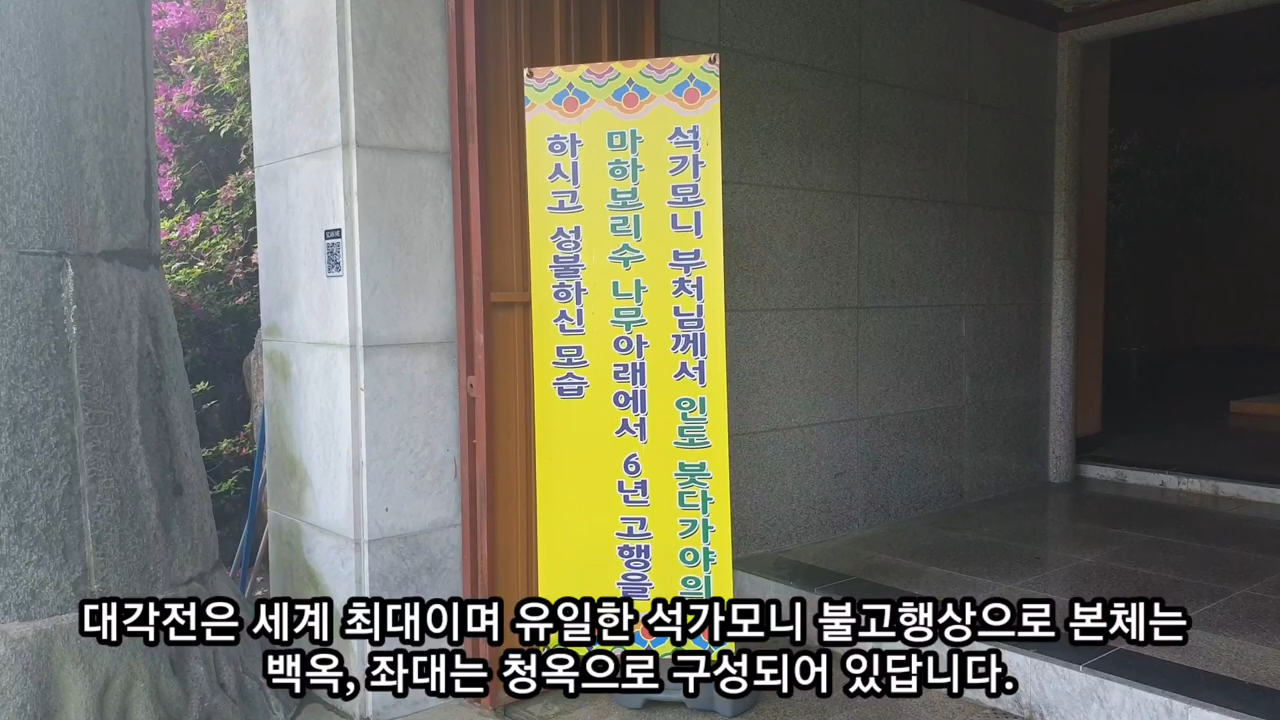 SCAN ME
석가모니 부처님께서 인도 붓다가야의
마하보리수 나무아래에서 6년 고행을
하시고 성불하신 모습
대각전은 세계 최대이며 유일한 석가모니 불고행상으로 본체는
백옥, 좌대는 청옥으로 구성되어 있답니다.